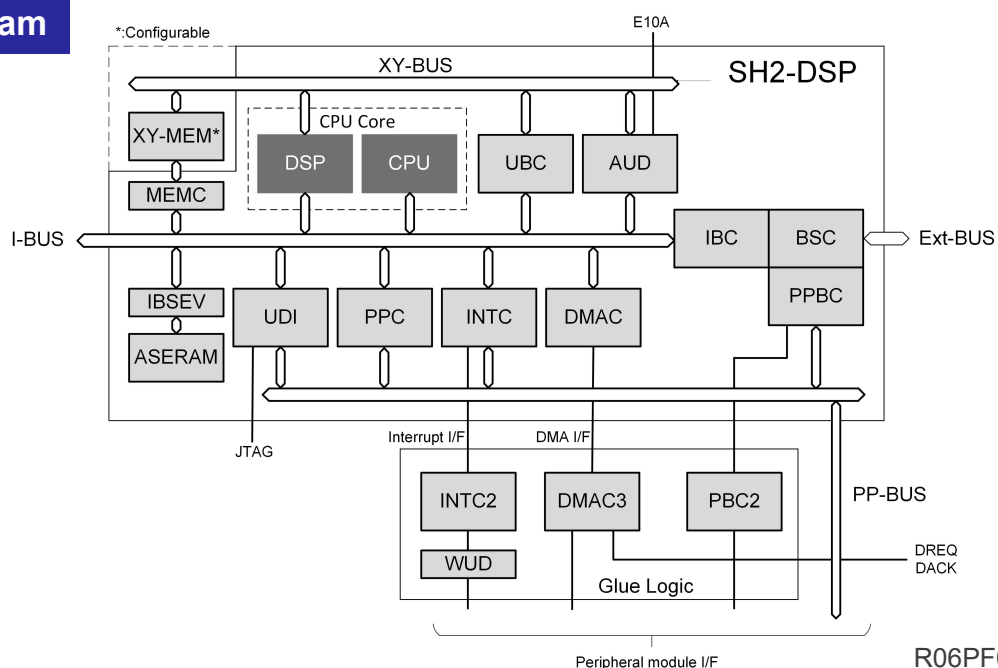 am
*:Configurable
E10A
XY-BUS
SH2-DSP
CPU Core
XY-MEM*
DSP
CPU
UBC
AUD
MEMC
I-BUS
IBC
BSC
Ext-BUS
PPBC
IBSEV
UDI
PPC
INTC
DMAC
ASERAM
Interrupt I/F
DMA I/F
JTAG
INTC2
DMAC3
PBC2
PP-BUS
WUD
DREQ
DACK
Glue Logic
Peripheral module I/F